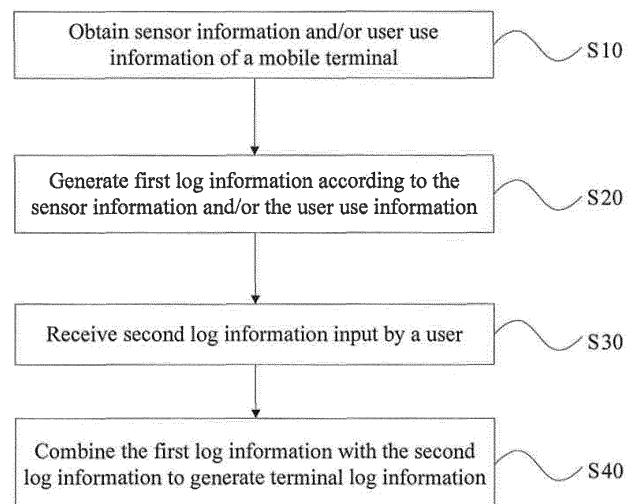 Obtain sensor information and/or user use
information of a mobile terminal
S10
Generate first log information according to the
sensor information and/or the user use information
S20
Receive second log information input by a user
S30
Combine the first log information with the second
log information to generate terminal log information
S40